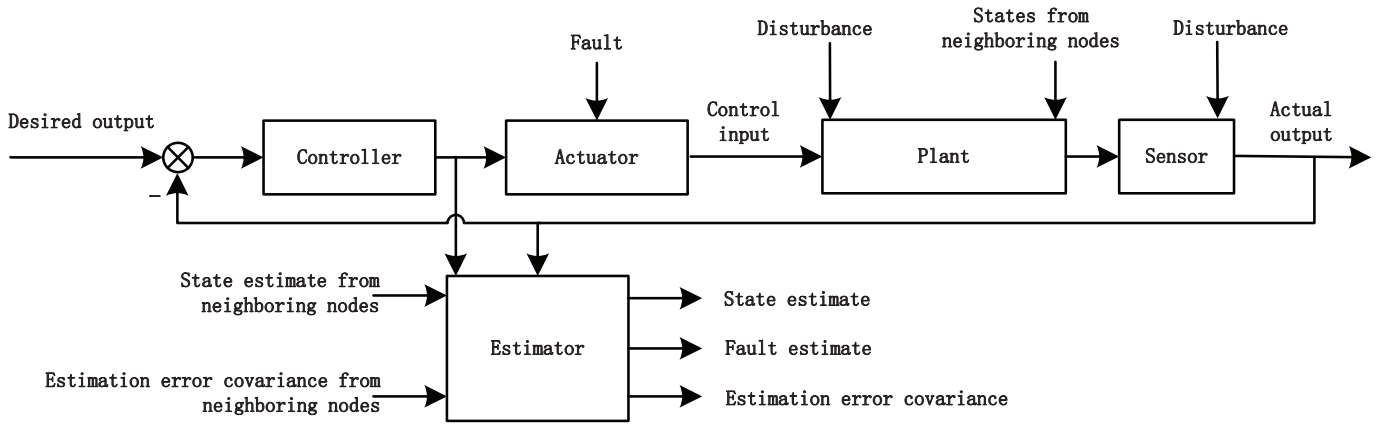 States from
neighboring nodes
Disturbance
Disturbance
Fault
Desired output
Control
input
Actual
output
Controller
Actuator
Plant
Sensor
−
State estimate from
neighboring nodes
State estimate
Estimator
Fault estimate
Estimation error covariance from
neighboring nodes
Estimation error covariance